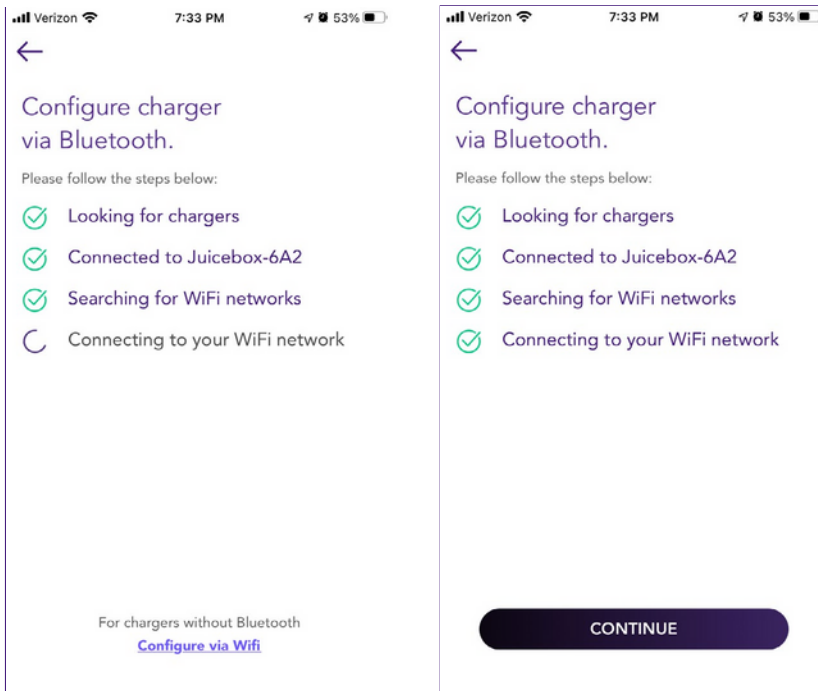 Verizon 7:33 PM 53%
Configure charger
via Bluetooth.
Please follow the steps below:
Looking for chargers
Connected to Juicebox-6A2
Searching for WiFi networks
Connecting to your WiFi network
For chargers without Bluetooth
Configure via Wifi
Verizon 7:33 PM 53%
Configure charger
via Bluetooth.
Please follow the steps below:
Looking for chargers
Connected to Juicebox-6A2
Searching for WiFi networks
Connecting to your WiFi network
CONTINUE